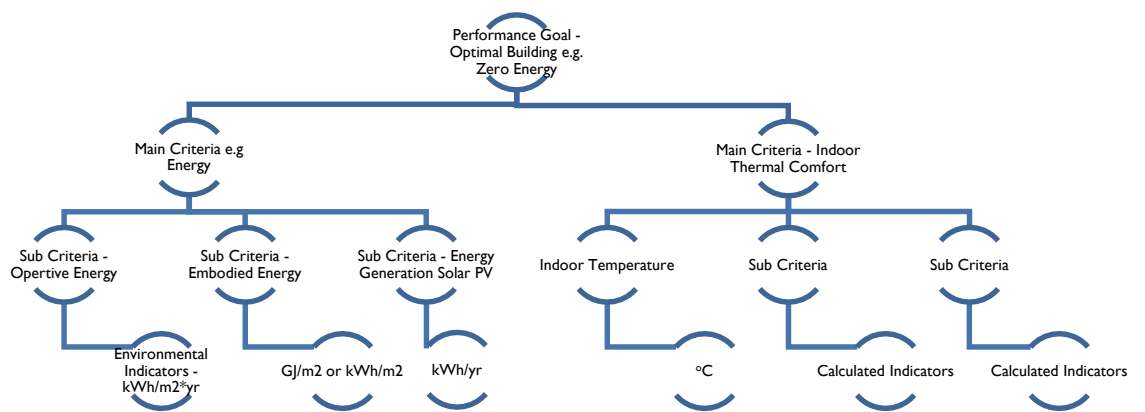 Performance Goal -
Optimal Building e.g.
Zero Energy
Main Criteria e.g
Energy
Main Criteria - Indoor
Thermal Comfort
Sub Criteria -
Opertive Energy
Sub Criteria -
Embodied Energy
Sub Criteria - Energy
Generation Solar PV
Indoor Temperature
Sub Criteria
Sub Criteria
Environmental
Indicators -
kWh/m2*yr
GJ/m2 or kWh/m2
kWh/yr
°C
Calculated Indicators
Calculated Indicators